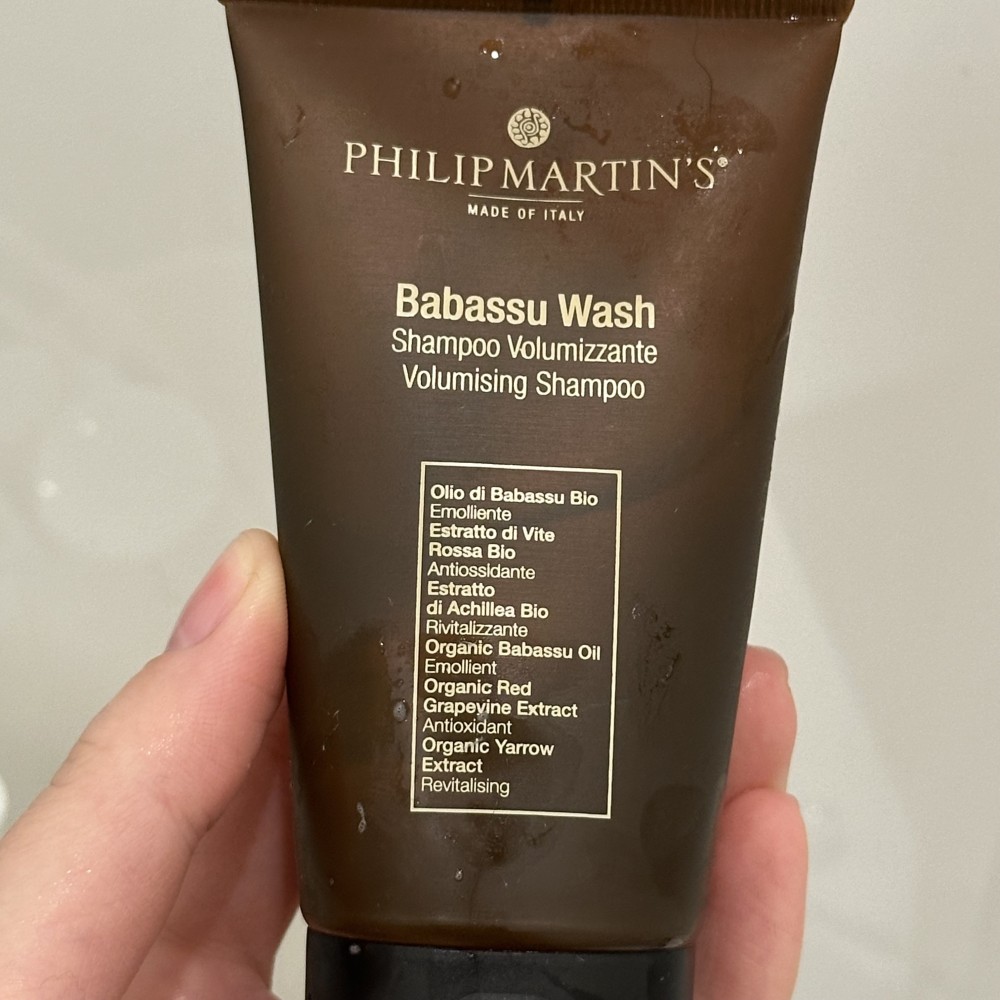 PHILIP MARTIN'S®
MADE OF ITALY
Babassu Wash
Shampoo Volumizzante
Volumising Shampoo
Olio di Babassu Bio
Emolliente
Estratto di Vite
Rossa Bio
Antiossidante
Estratto
di Achillea Bio
Rivitalizzante
Organic Babassu Oil
Emollient
Organic Red
Grapevine Extract
Antioxidant
Organic Yarrow
Extract
Revitalising